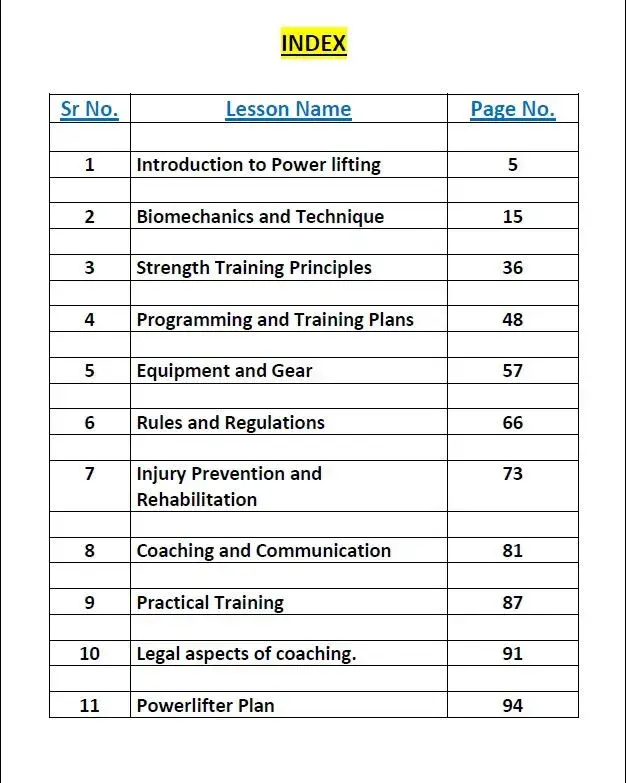 INDEX
Sr No. Lesson Name Page No.
1 Introduction to Power lifting 5
2 Biomechanics and Technique 15
3 Strength Training Principles 36
4 Programming and Training Plans 48
5 Equipment and Gear 57
6 Rules and Regulations 66
7 Injury Prevention and 73
Rehabilitation
8 Coaching and Communication 81
9 Practical Training 87
10 Legal aspects of coaching. 91
11 Powerlifter Plan 94